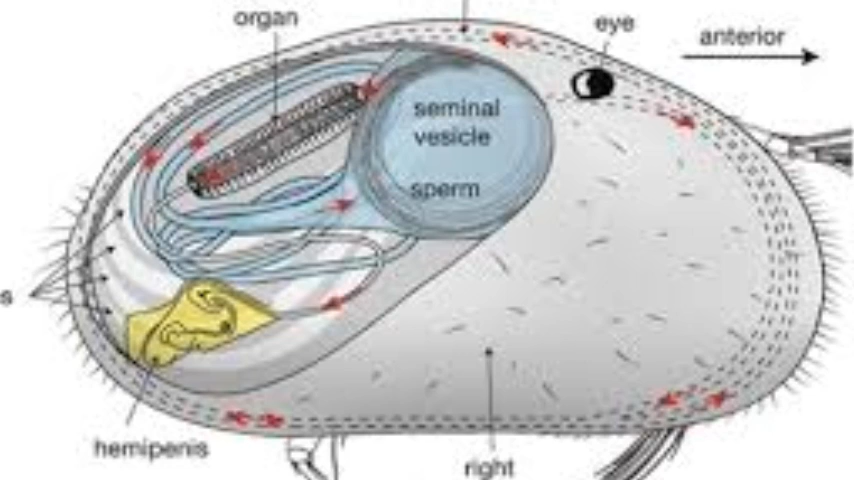 organ
eye
anterior
seminal
vesicle
sperm
s
hemipenis
right